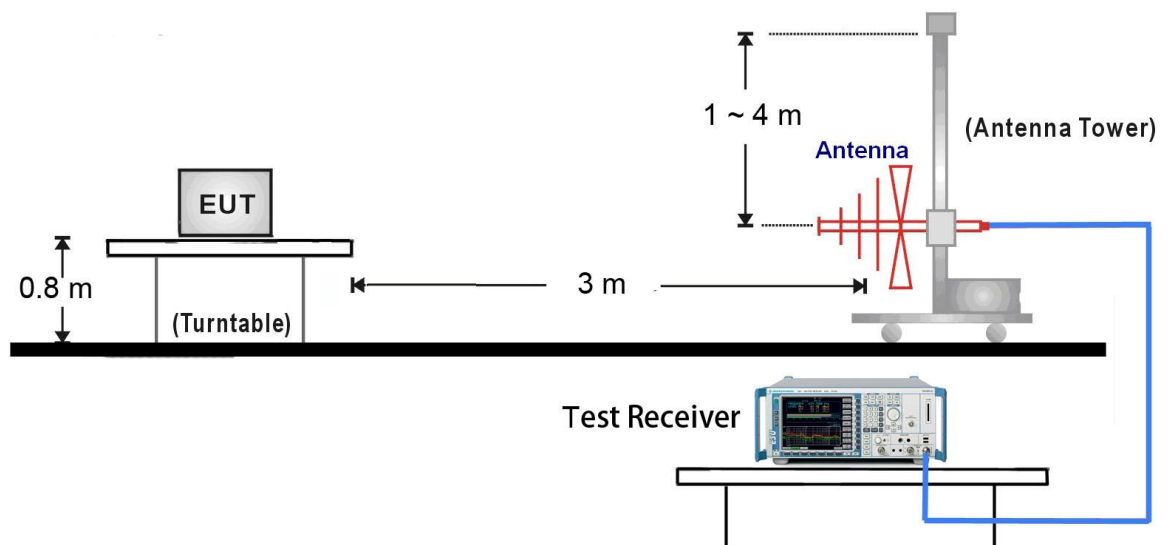 1 ~ 4 m
(Antenna Tower)
Antenna
EUT
0.8 m
3 m
(Turntable)
Test Receiver